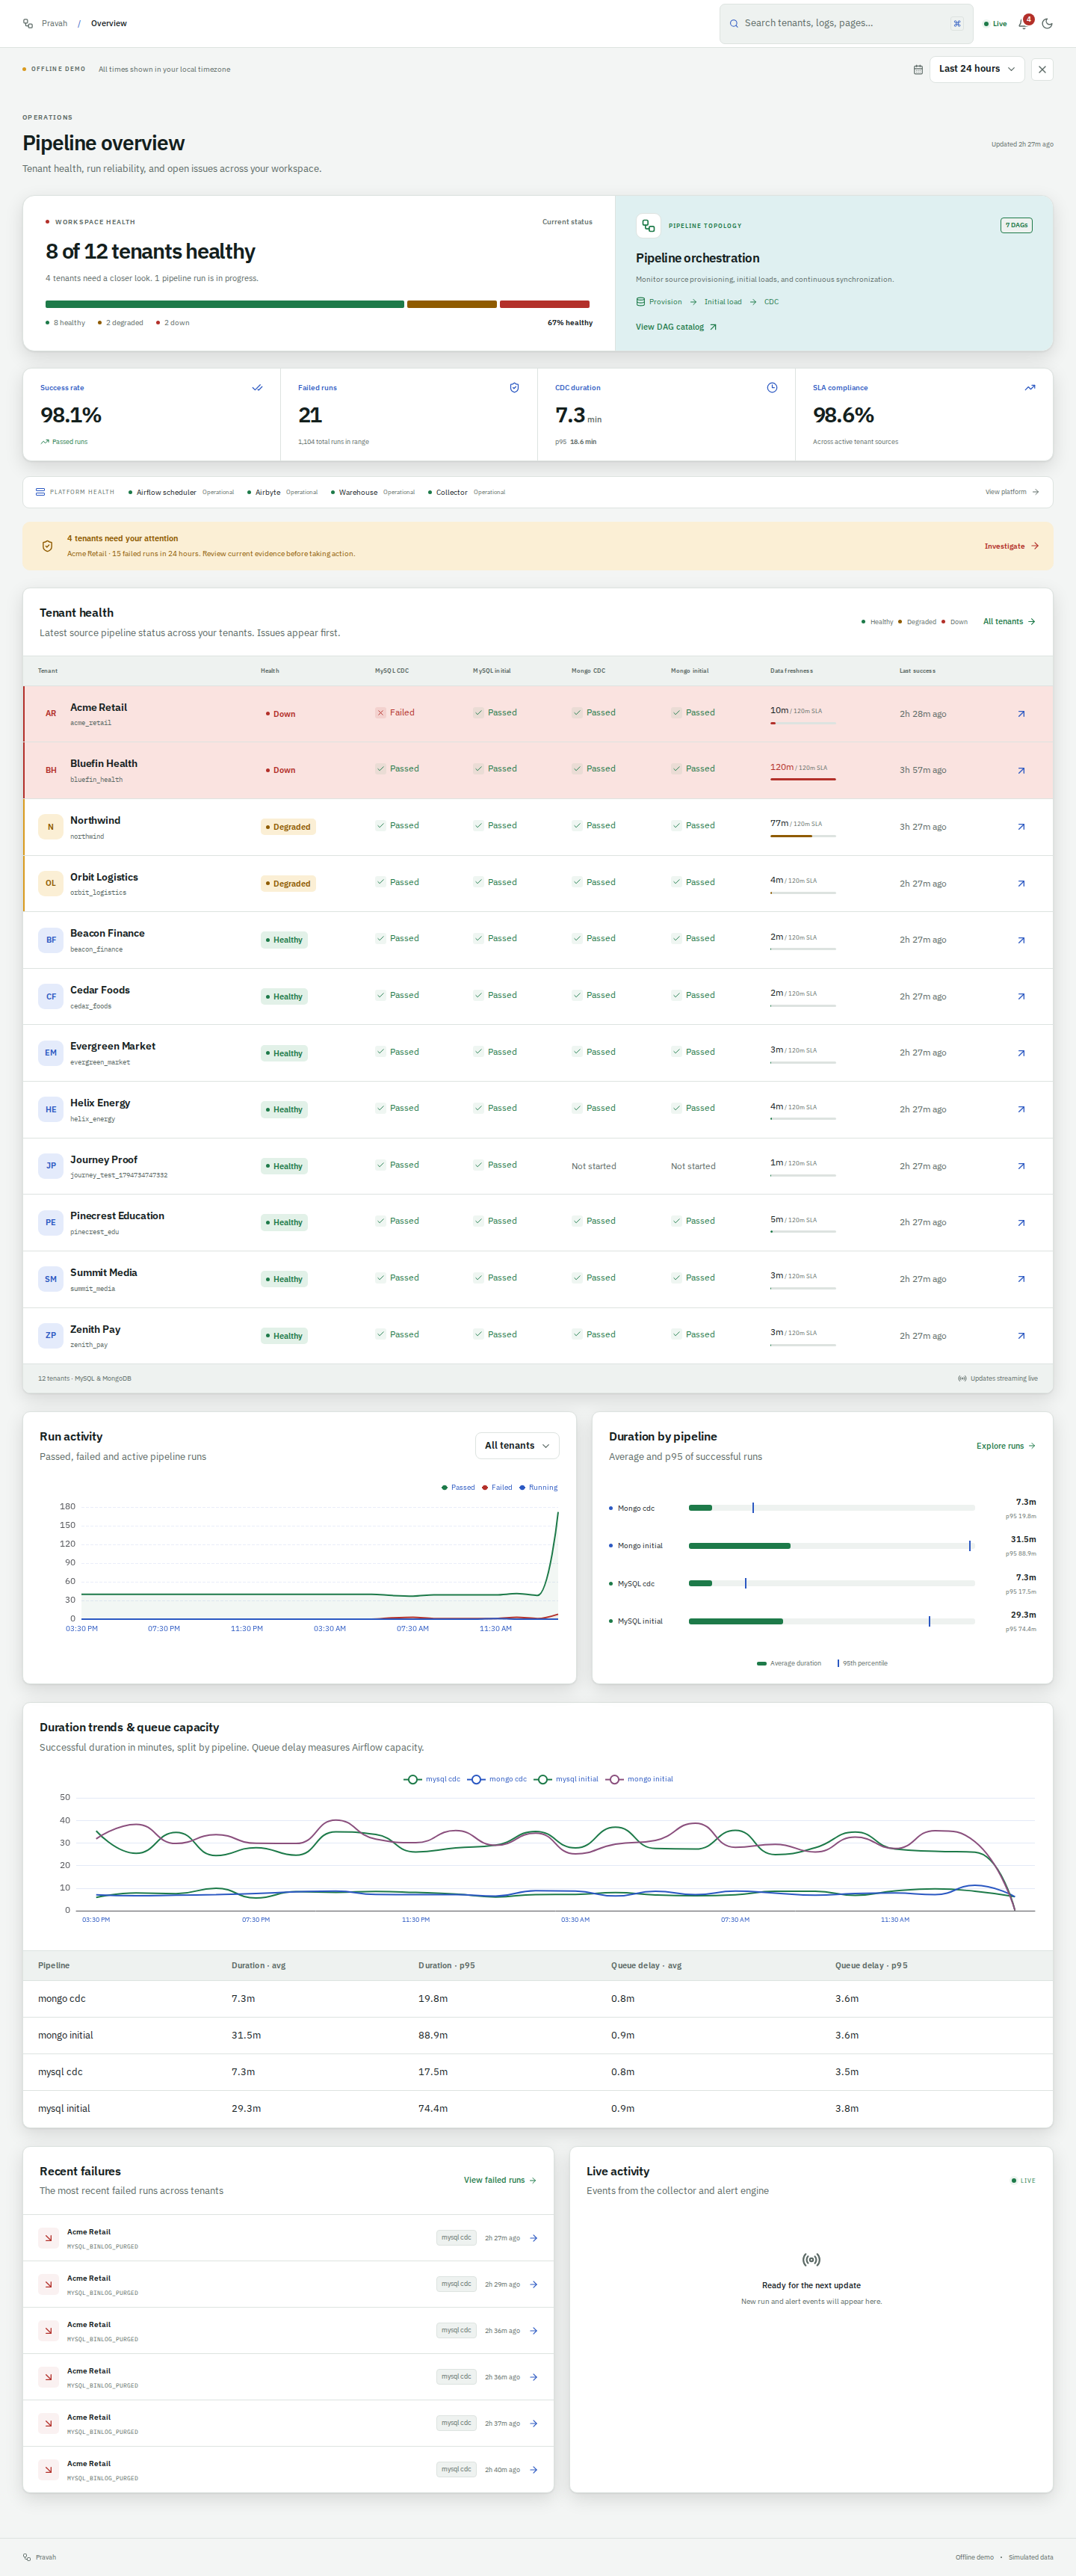 Pravah / Overview
Search tenants, logs, pages... ⌘
Live
4
OFFLINE DEMO All times shown in your local timezone
Last 24 hours
OPERATIONS
Pipeline overview
Updated 2h 27m ago
Tenant health, run reliability, and open issues across your workspace.
WORKSPACE HEALTH Current status
8 of 12 tenants healthy
4 tenants need a closer look. 1 pipeline run is in progress.
8 healthy 2 degraded 2 down 67% healthy
PIPELINE TOPOLOGY 7 DAGs
Pipeline orchestration
Monitor source provisioning, initial loads, and continuous synchronization.
Provision → Initial load → CDC
View DAG catalog
Success rate
98.1%
Passed runs
Failed runs
21
1,104 total runs in range
CDC duration
7.3 min
p95 18.6 min
SLA compliance
98.6%
Across active tenant sources
PLATFORM HEALTH Airflow scheduler Operational Airbyte Operational Warehouse Operational Collector Operational View platform →
4 tenants need your attention
Acme Retail · 15 failed runs in 24 hours. Review current evidence before taking action.
Investigate →
Tenant health
Latest source pipeline status across your tenants. Issues appear first.
Healthy Degraded Down All tenants →
Tenant Health MySQL CDC MySQL initial Mongo CDC Mongo initial Data freshness Last success
AR Acme Retail Down Failed Passed Passed Passed 10m / 120m SLA 2h 28m ago
acme_retail
BH Bluefin Health Down Passed Passed Passed Passed 120m / 120m SLA 3h 57m ago
bluefin_health
N Northwind Degraded Passed Passed Passed Passed 77m / 120m SLA 3h 27m ago
northwind
OL Orbit Logistics Degraded Passed Passed Passed Passed 4m / 120m SLA 2h 27m ago
orbit_logistics
BF Beacon Finance Healthy Passed Passed Passed Passed 2m / 120m SLA 2h 27m ago
beacon_finance
CF Cedar Foods Healthy Passed Passed Passed Passed 2m / 120m SLA 2h 27m ago
cedar_foods
EM Evergreen Market Healthy Passed Passed Passed Passed 3m / 120m SLA 2h 27m ago
evergreen_market
HE Helix Energy Healthy Passed Passed Passed Passed 4m / 120m SLA 2h 27m ago
helix_energy
JP Journey Proof Healthy Passed Passed Not started Not started 1m / 120m SLA 2h 27m ago
journey_test_1794734747332
PE Pinecrest Education Healthy Passed Passed Passed Passed 5m / 120m SLA 2h 27m ago
pinecrest_edu
SM Summit Media Healthy Passed Passed Passed Passed 3m / 120m SLA 2h 27m ago
summit_media
ZP Zenith Pay Healthy Passed Passed Passed Passed 3m / 120m SLA 2h 27m ago
zenith_pay
12 tenants · MySQL & MongoDB Updates streaming live
Run activity
Passed, failed and active pipeline runs
All tenants
Passed Failed Running
180
150
120
90
60
30
0
03:30 PM 07:30 PM 11:30 PM 03:30 AM 07:30 AM 11:30 AM
Duration by pipeline
Average and p95 of successful runs
Explore runs →
Mongo cdc 7.3m
p95 19.8m
Mongo initial 31.5m
p95 88.9m
MySQL cdc 7.3m
p95 17.5m
MySQL initial 29.3m
p95 74.4m
Average duration 95th percentile
Duration trends & queue capacity
Successful duration in minutes, split by pipeline. Queue delay measures Airflow capacity.
mysql cdc mongo cdc mysql initial mongo initial
50
40
30
20
10
0
03:30 PM 07:30 PM 11:30 PM 03:30 AM 07:30 AM 11:30 AM
Pipeline Duration · avg Duration · p95 Queue delay · avg Queue delay · p95
mongo cdc 7.3m 19.8m 0.8m 3.6m
mongo initial 31.5m 88.9m 0.9m 3.6m
mysql cdc 7.3m 17.5m 0.8m 3.5m
mysql initial 29.3m 74.4m 0.9m 3.8m
Recent failures
The most recent failed runs across tenants
View failed runs →
Acme Retail mysql cdc 2h 27m ago →
MYSQL_BINLOG_PURGED
Acme Retail mysql cdc 2h 29m ago →
MYSQL_BINLOG_PURGED
Acme Retail mysql cdc 2h 36m ago →
MYSQL_BINLOG_PURGED
Acme Retail mysql cdc 2h 36m ago →
MYSQL_BINLOG_PURGED
Acme Retail mysql cdc 2h 37m ago →
MYSQL_BINLOG_PURGED
Acme Retail mysql cdc 2h 40m ago →
MYSQL_BINLOG_PURGED
Live activity
Events from the collector and alert engine
LIVE
Ready for the next update
New run and alert events will appear here.
Pravah
Offline demo • Simulated data